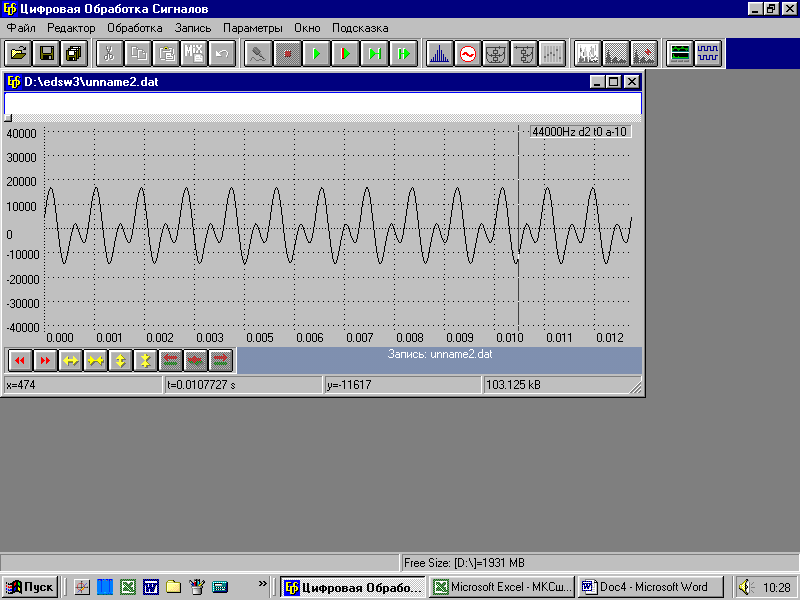 Цифровая Обработка Сигналов
Файл Редактор Обработка Запись Параметры Окно Подсказка
MiX
D:\edsw3\unname2.dat
44000Hz d2 t0 a-10
40000
30000
20000
10000
0
-10000
-20000
-30000
-40000
0.000 0.001 0.002 0.003 0.004 0.005 0.006 0.007 0.008 0.009 0.010 0.011 0.012
Запись: unname2.dat
x=474 t=0.0107727 s y=-11617 103.125 kB
Free Size: [D:\]=1931 MB
Пуск » Цифровая Обрабо... Microsoft Excel - МКСш... Doc4 - Microsoft Word 10:28